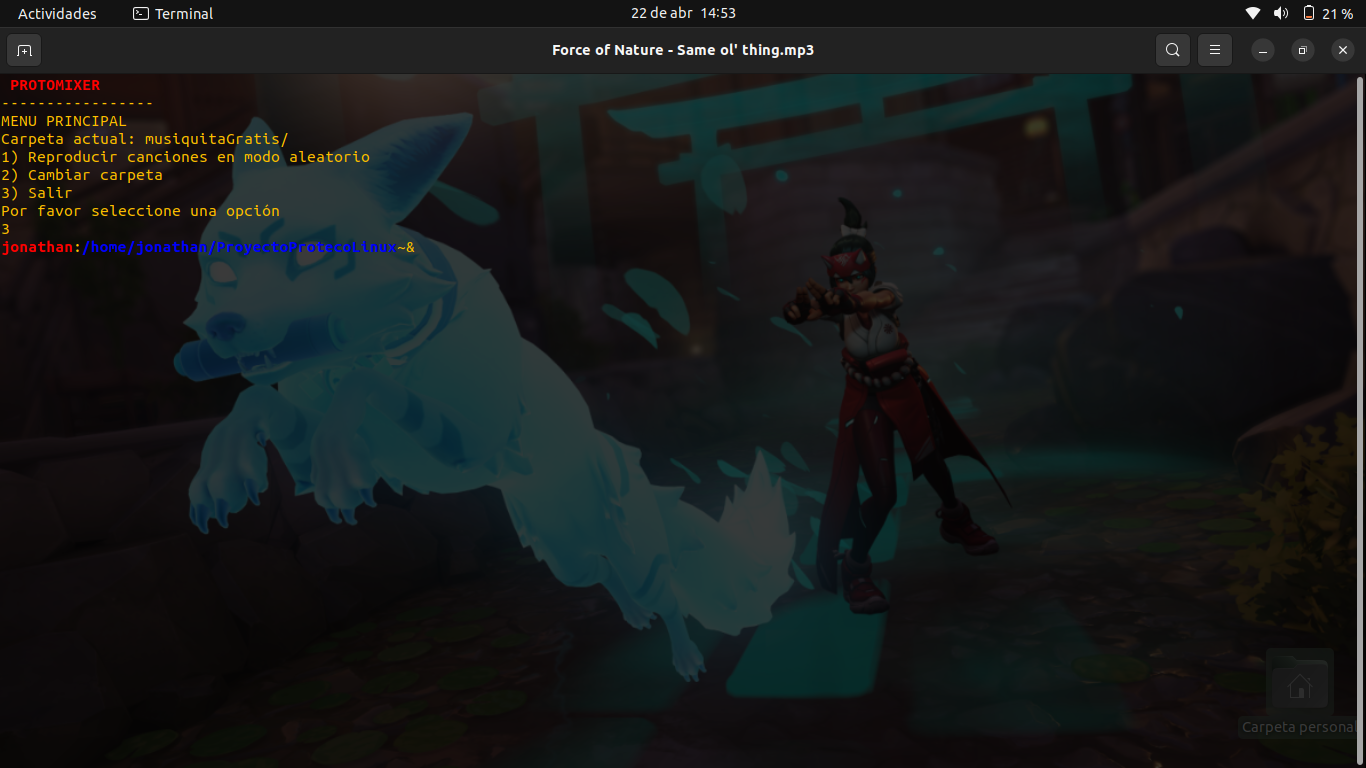 Actividades Terminal 22 de abr 14:53 21 %
Force of Nature - Same ol' thing.mp3
PROTOMIXER
-----------------
MENU PRINCIPAL
Carpeta actual: musiquitaGratis/
1) Reproducir canciones en modo aleatorio
2) Cambiar carpeta
3) Salir
Por favor seleccione una opción
3
jonathan:/home/jonathan/ProyectoProtecoLinux~&
Carpeta personal